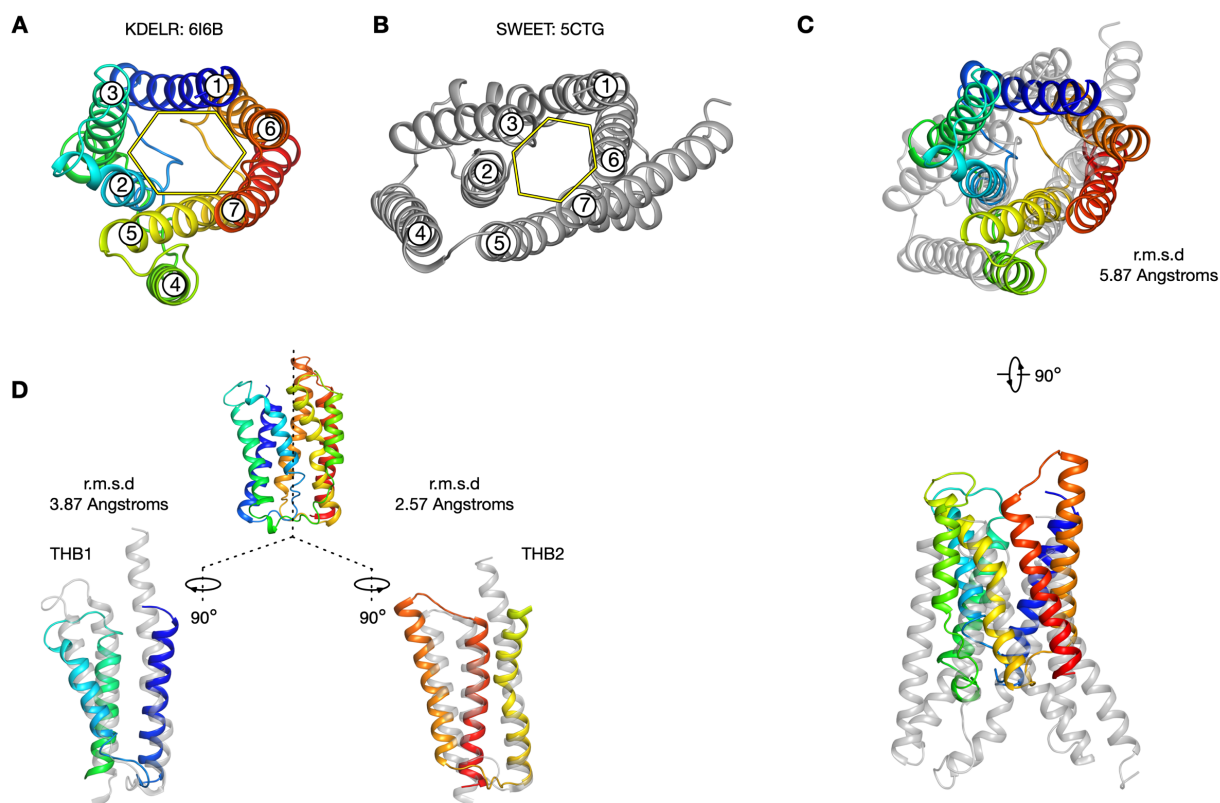 A
KDELR: 6I6B
B
SWEET: 5CTG
C
3
1
6
2
7
5
4
1
3
2
6
7
4
5
r.m.s.d
5.87 Angstroms
90°
D
r.m.s.d
3.87 Angstroms
r.m.s.d
2.57 Angstroms
THB1
THB2
90°
90°